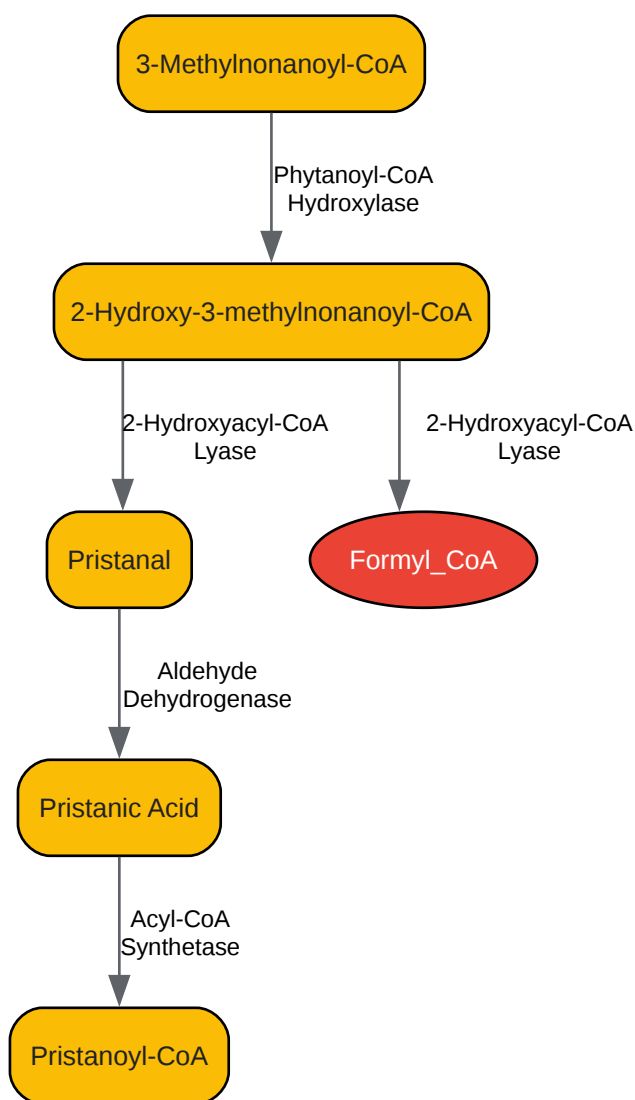 3-Methylnonanoyl-CoA
Phytanoyl-CoA
Hydroxylase
2-Hydroxy-3-methylnonanoyl-CoA
2-Hydroxyacyl-CoA
Lyase
2-Hydroxyacyl-CoA
Lyase
Pristanal
Formyl_CoA
Aldehyde
Dehydrogenase
Pristanic Acid
Acyl-CoA
Synthetase
Pristanoyl-CoA